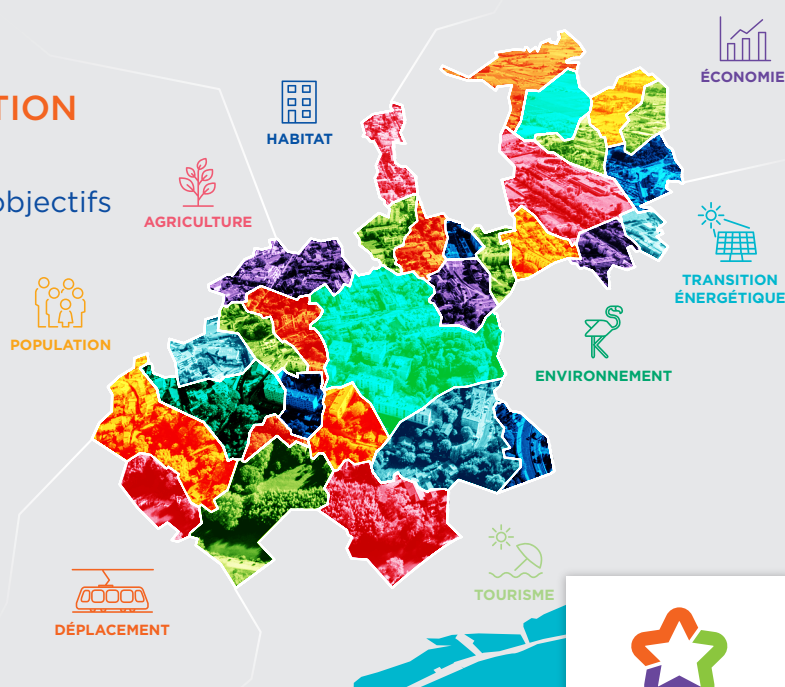 TION
objectifs
ÉCONOMIE
HABITAT
AGRICULTURE
TRANSITION
ÉNERGÉTIQUE
POPULATION
ENVIRONNEMENT
TOURISME
DÉPLACEMENT